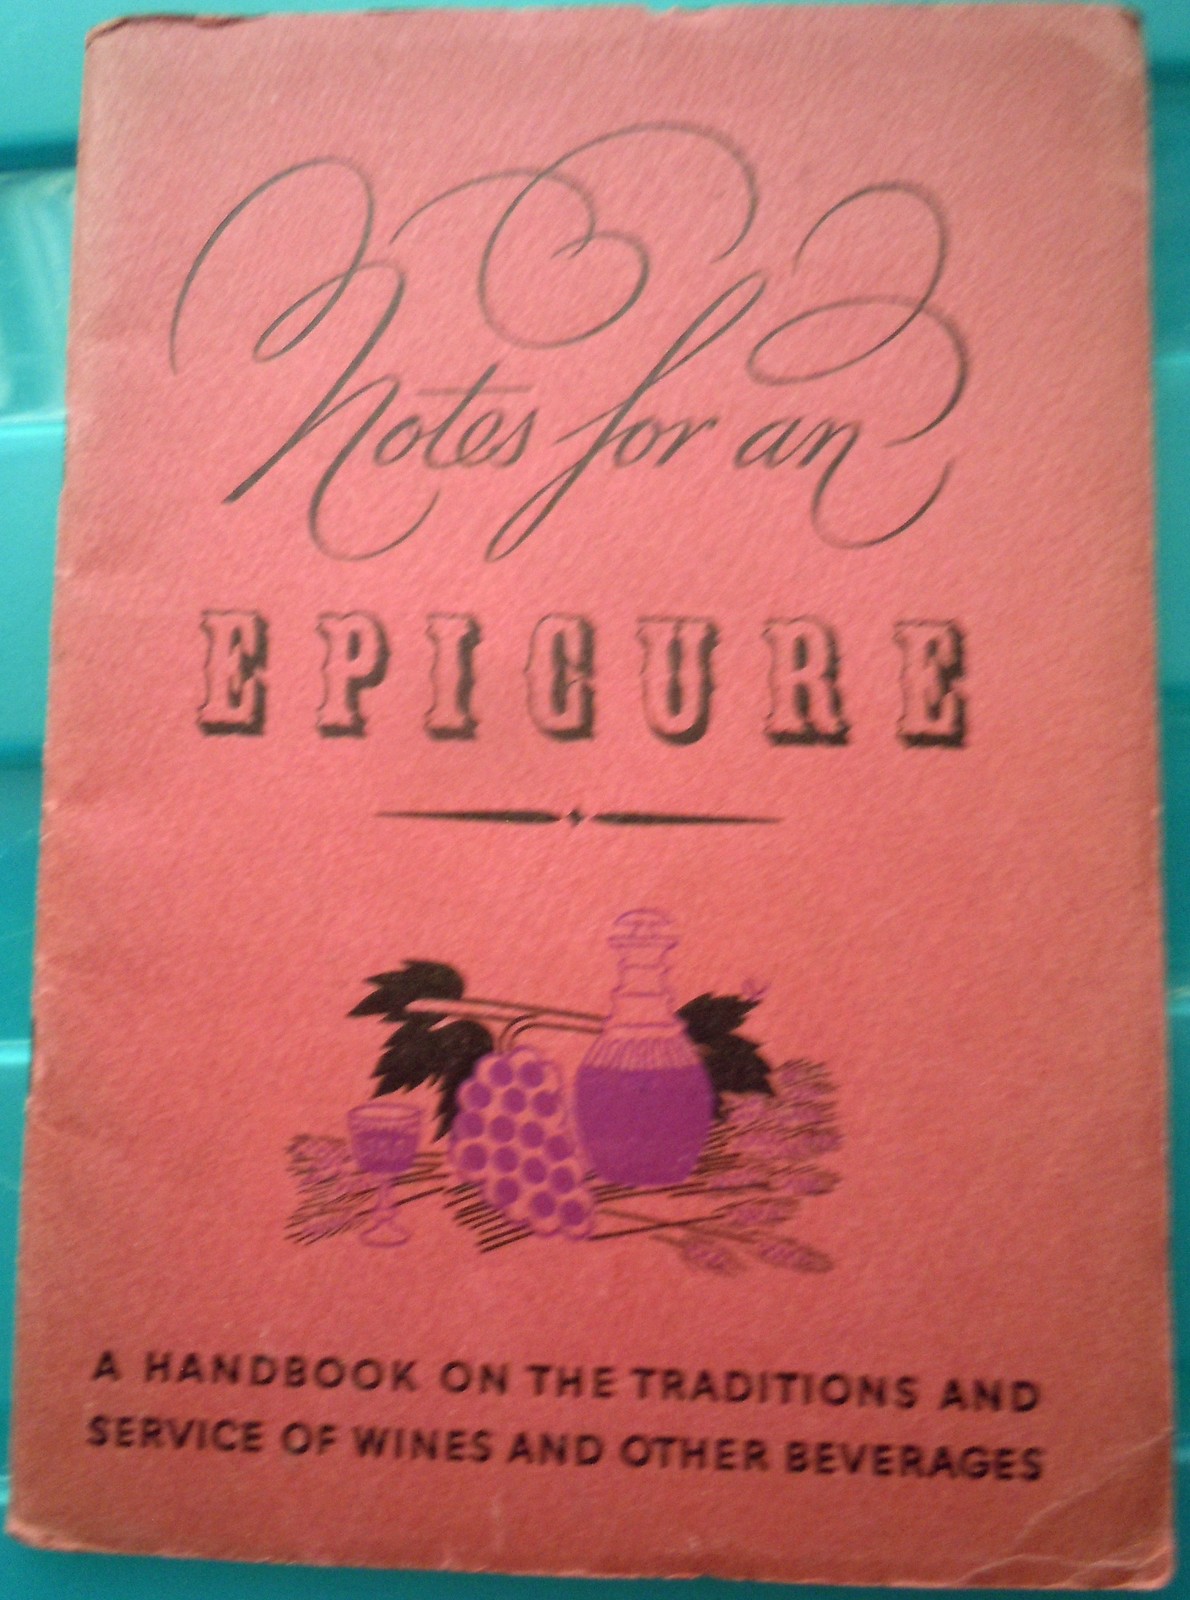 Notes for an
EPICURE
A HANDBOOK ON THE TRADITIONS AND
SERVICE OF WINES AND OTHER BEVERAGES